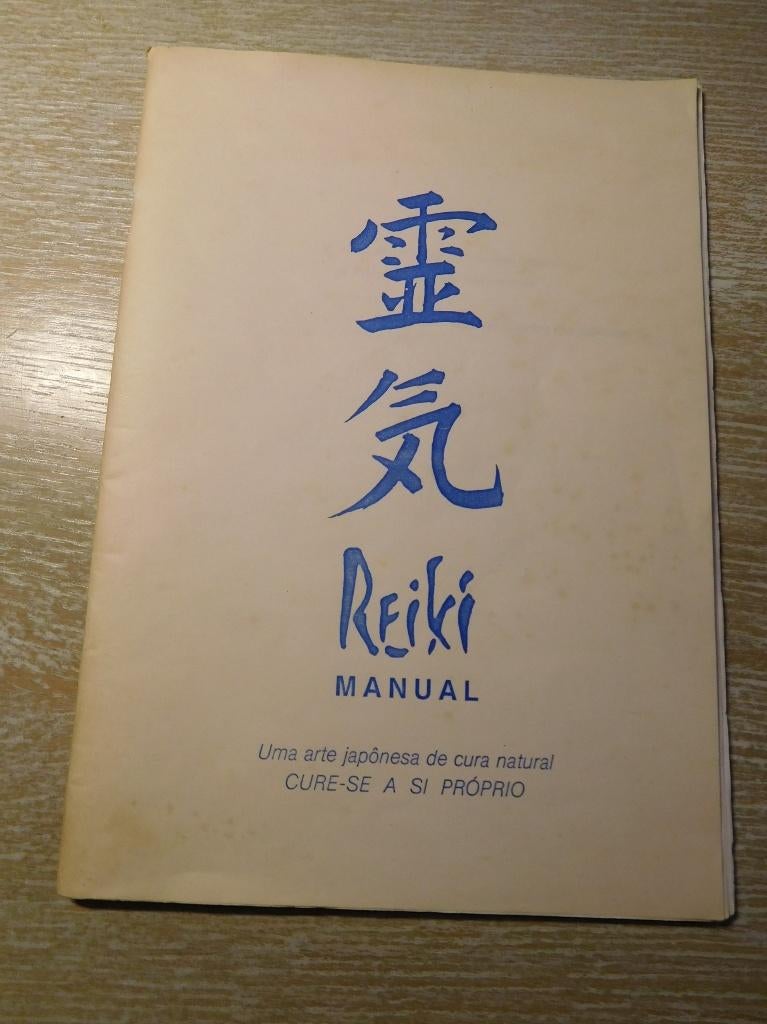 霊
気
Reiki
MANUAL
Uma arte japônesa de cura natural
CURE-SE A SI PRÓPRIO